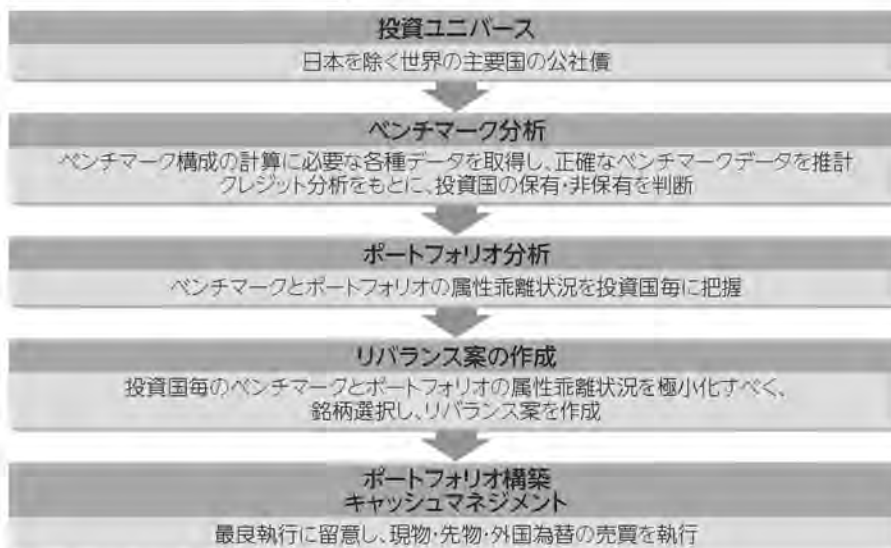 投資ユニバース
日本を除く世界の主要国の公社債
ベンチマーク分析
ベンチマーク構成の計算に必要な各種データを取得し、正確なベンチマークデータを推計
クレジット分析をもとに、投資国の保有・非保有を判断
ポートフォリオ分析
ベンチマークとポートフォリオの属性乖離状況を投資国毎に把握
リバランス案の作成
投資国毎のベンチマークとポートフォリオの属性乖離状況を極小化すべく、
銘柄選択し、リバランス案を作成
ポートフォリオ構築
キャッシュマネジメント
最良執行に留意し、現物・先物・外国為替の売買を執行